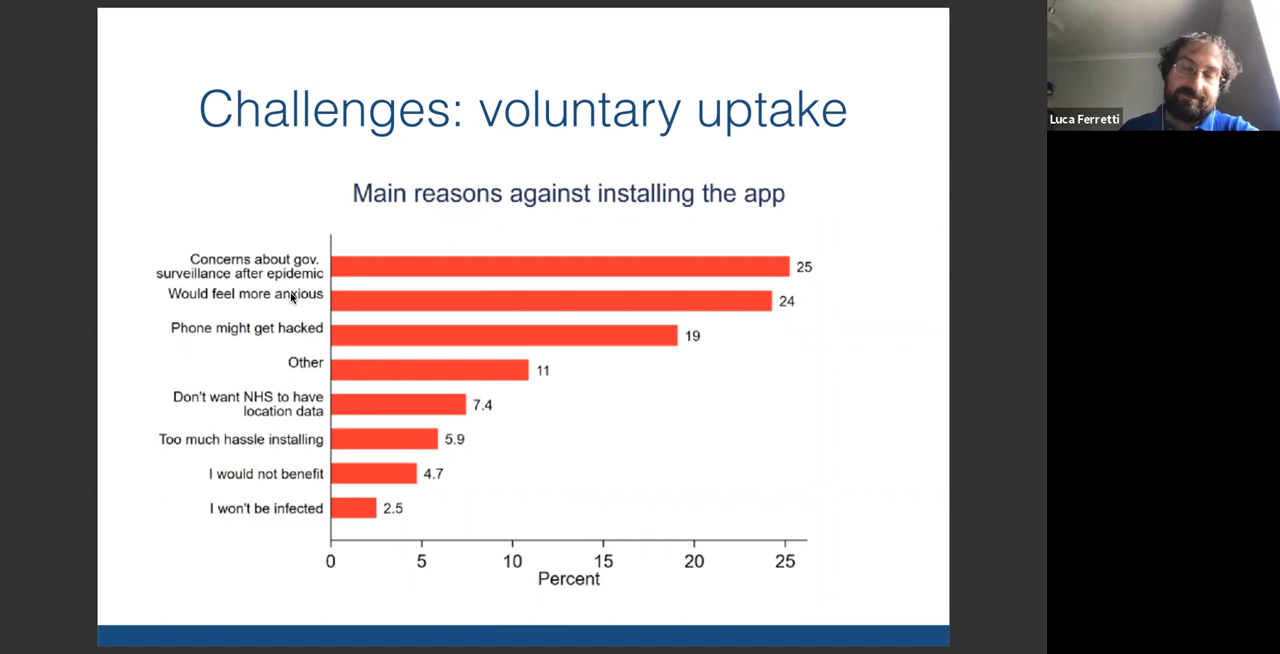 Challenges: voluntary uptake
Main reasons against installing the app
Concerns about gov.
surveillance after epidemic
25
Would feel more anxious
24
Phone might get hacked
19
Other
11
Don't want NHS to have
location data
7.4
Too much hassle installing
5.9
I would not benefit
4.7
I won't be infected
2.5
0 5 10 15 20 25
Percent
Luca Ferretti